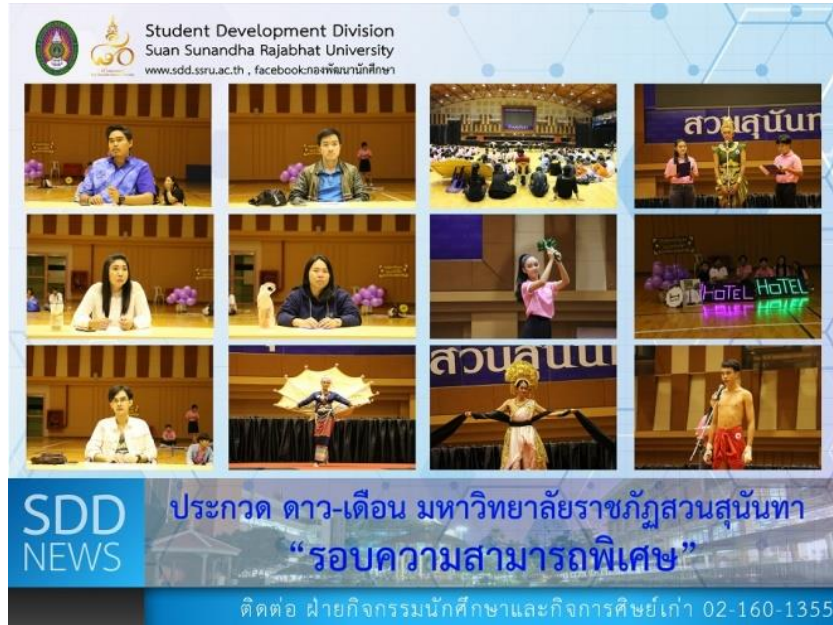 Student Development Division
Suan Sunandha Rajabhat University
www.sdd.ssru.ac.th , facebook:กองพัฒนานักศึกษา
สวนสุนันท
HOTEL HOTEL
สวนสุนัน
SDD
NEWS
ประกวด ดาว-เดือน มหาวิทยาลัยราชภัฏสวนสุนันทา
“รอบความสามารถพิเศษ”
ติดต่อ ฝ่ายกิจกรรมนักศึกษาและกิจการศิษย์เก่า 02-160-1355